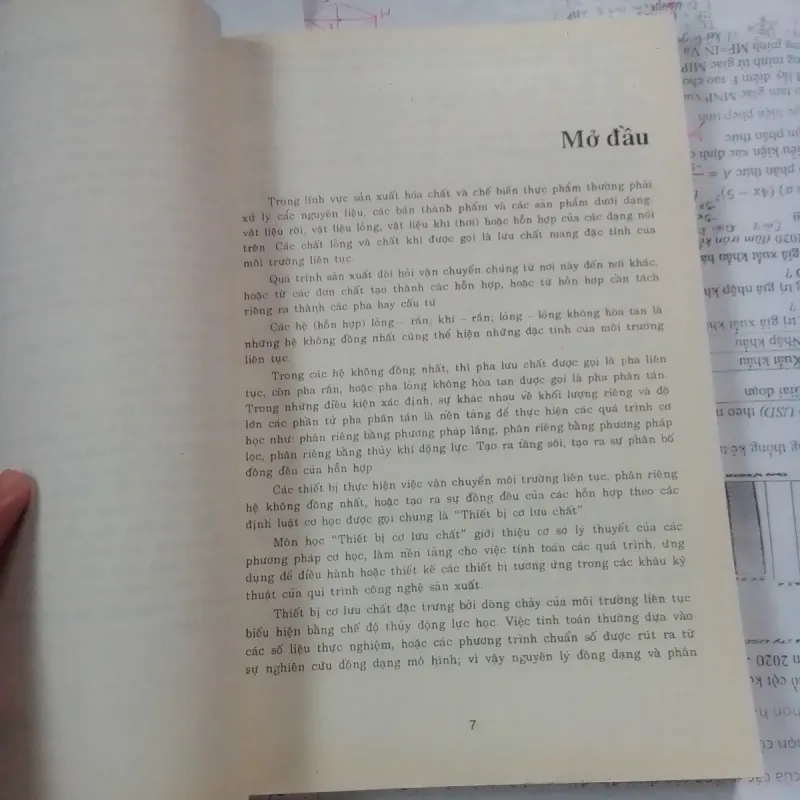 Mở đầu
Trong lĩnh vực sản xuất hóa chất và chế biến thực phẩm thường phải
xử lý các nguyên liệu, các bán thành phẩm và các sản phẩm dưới dạng:
vật liệu rời, vật liệu lỏng, vật liệu khí (hơi) hoặc hỗn hợp của các dạng nói
trên. Các chất lỏng và chất khí được gọi là lưu chất mang đặc tính của
môi trường liên tục.
Quá trình sản xuất đòi hỏi vận chuyển chúng từ nơi này đến nơi khác,
hoặc từ các đơn chất tạo thành các hỗn hợp, hoặc từ hỗn hợp cần tách
riêng ra thành các pha hay cấu tử
Các hệ (hỗn hợp) lỏng – rắn; khí – rắn; lỏng – lỏng không hòa tan là
những hệ không đồng nhất cũng thể hiện những đặc tính của môi trường
liên tục.
Trong các hệ không đồng nhất, thì pha lưu chất được gọi là pha liên
tục, còn pha rắn, hoặc pha lỏng không hòa tan được gọi là pha phân tán.
Trong những điều kiện xác định, sự khác nhau về khối lượng riêng và độ
lớn các phần tử pha phân tán là nền tảng để thực hiện các quá trình cơ
học như: phân riêng bằng phương pháp lắng, phân riêng bằng phương pháp
lọc, phân riêng bằng thủy khí động lực. Tạo ra tầng sôi, tạo ra sự phân bố
đồng đều của hỗn hợp.
Các thiết bị thực hiện việc vận chuyển môi trường liên tục, phân riêng
hệ không đồng nhất, hoặc tạo ra sự đồng đều của các hỗn hợp theo các
định luật cơ học được gọi chung là "Thiết bị cơ lưu chất".
Môn học "Thiết bị cơ lưu chất" giới thiệu cơ sở lý thuyết của các
phương pháp cơ học, làm nền tảng cho việc tính toán các quá trình, ứng
dụng để điều hành hoặc thiết kế các thiết bị tương ứng trong các khâu kỹ
thuật của qui trình công nghệ sản xuất.
Thiết bị cơ lưu chất đặc trưng bởi dòng chảy của môi trường liên tục
biểu hiện bằng chế độ thủy động lực học. Việc tính toán thường dựa vào
các số liệu thực nghiệm, hoặc các phương trình chuẩn số được rút ra từ
sự nghiên cứu đồng dạng mô hình; vì vậy nguyên lý đồng dạng và phân
7